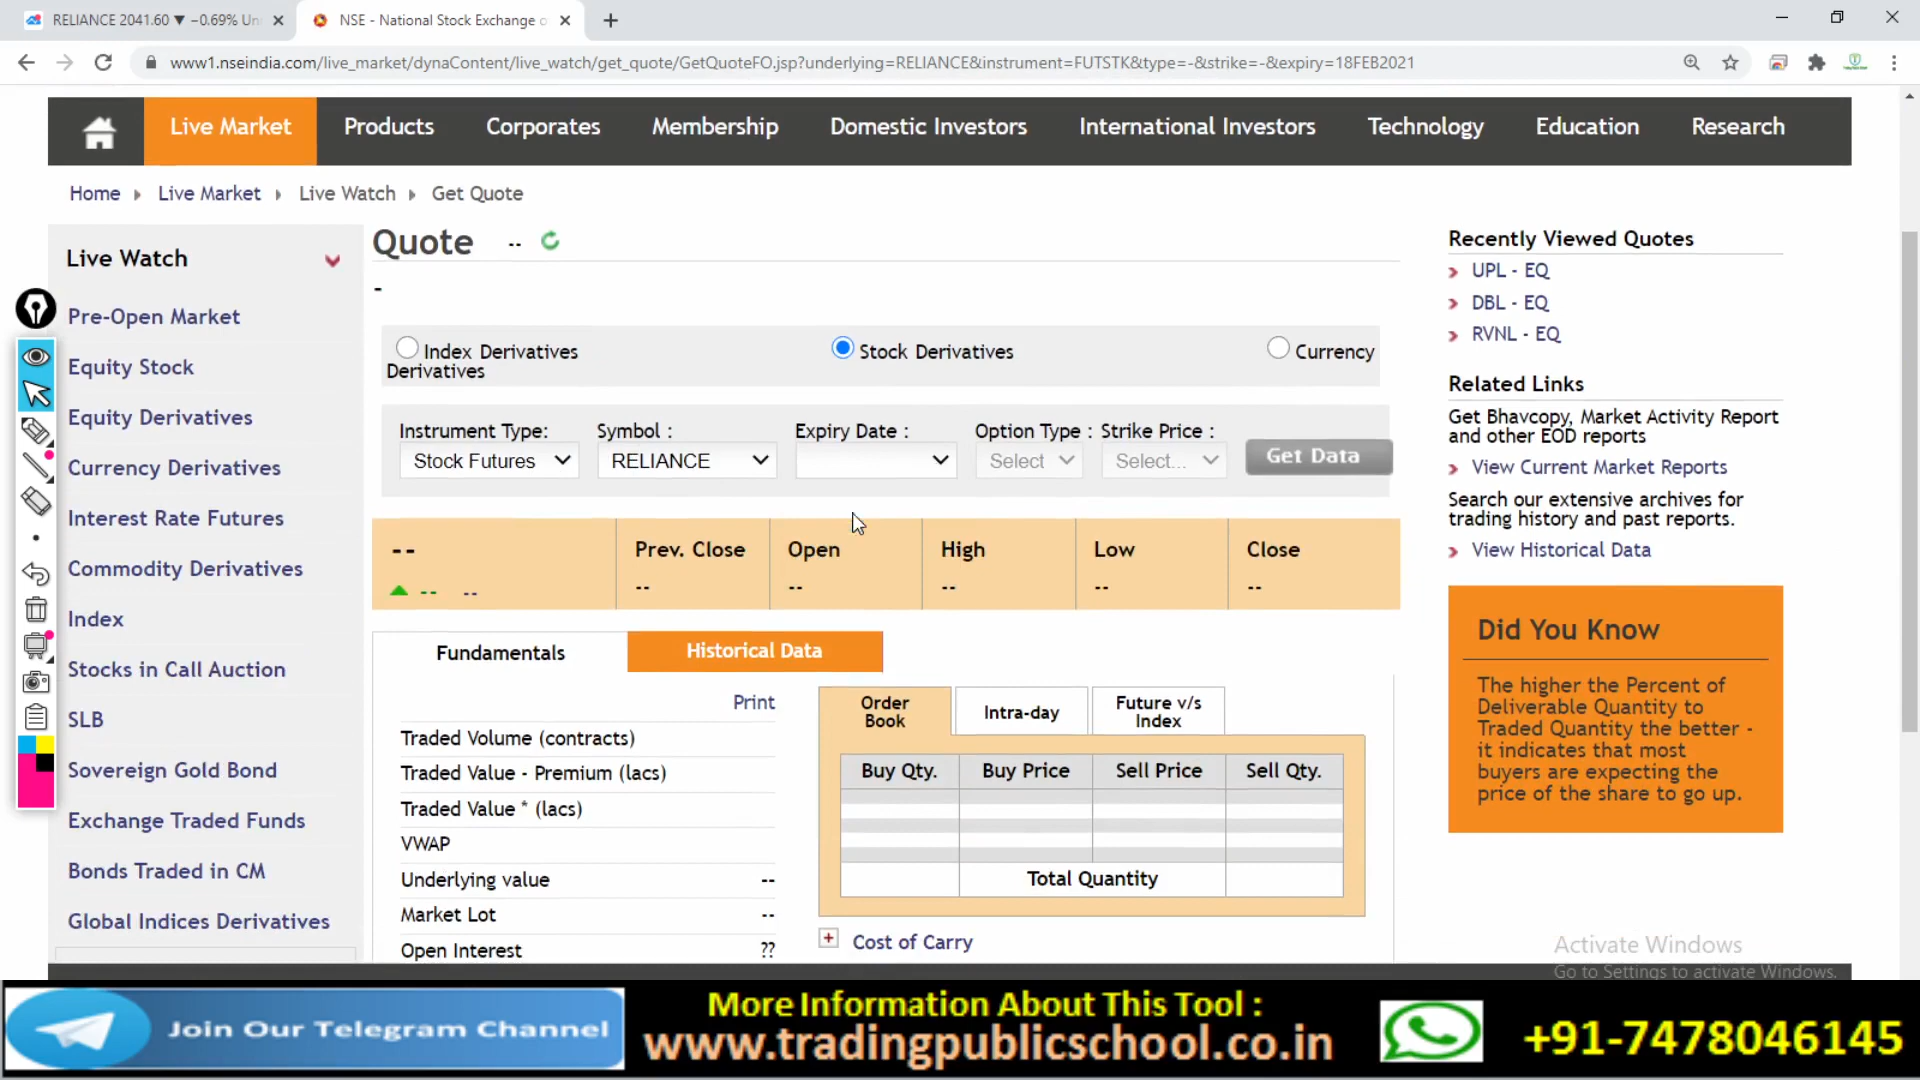 RELIANCE 2041.60 ▼ −0.69% Un
NSE - National Stock Exchange o
www1.nseindia.com/live_market/dynaContent/live_watch/get_quote/GetQuoteFO.jsp?underlying=RELIANCE&instrument=FUTSTK&type=-&strike=-&expiry=18FEB2021
Live Market Products Corporates Membership Domestic Investors International Investors Technology Education Research
Home Live Market Live Watch Get Quote
Live Watch
Pre-Open Market
Equity Stock
Equity Derivatives
Currency Derivatives
Interest Rate Futures
Commodity Derivatives
Index
Stocks in Call Auction
SLB
Sovereign Gold Bond
Exchange Traded Funds
Bonds Traded in CM
Global Indices Derivatives
Quote --
-
Index Derivatives Stock Derivatives Currency
Derivatives
Instrument Type: Symbol : Expiry Date : Option Type : Strike Price :
Stock Futures RELIANCE Select Select... Get Data
-- Prev. Close Open High Low Close
-- -- -- -- -- -- --
Fundamentals Historical Data
Print
Traded Volume (contracts)
Traded Value - Premium (lacs)
Traded Value * (lacs)
VWAP
Underlying value --
Market Lot --
Open Interest ??
Order
Book
Intra-day
Future v/s
Index
Buy Qty. Buy Price Sell Price Sell Qty.
Total Quantity
+ Cost of Carry
Recently Viewed Quotes
UPL - EQ
DBL - EQ
RVNL - EQ
Related Links
Get Bhavcopy, Market Activity Report
and other EOD reports
View Current Market Reports
Search our extensive archives for
trading history and past reports.
View Historical Data
Did You Know
The higher the Percent of
Deliverable Quantity to
Traded Quantity the better -
it indicates that most
buyers are expecting the
price of the share to go up.
Activate Windows
Go to Settings to activate Windows.
Join Our Telegram Channel
More Information About This Tool :
www.tradingpublicschool.co.in
+91-7478046145